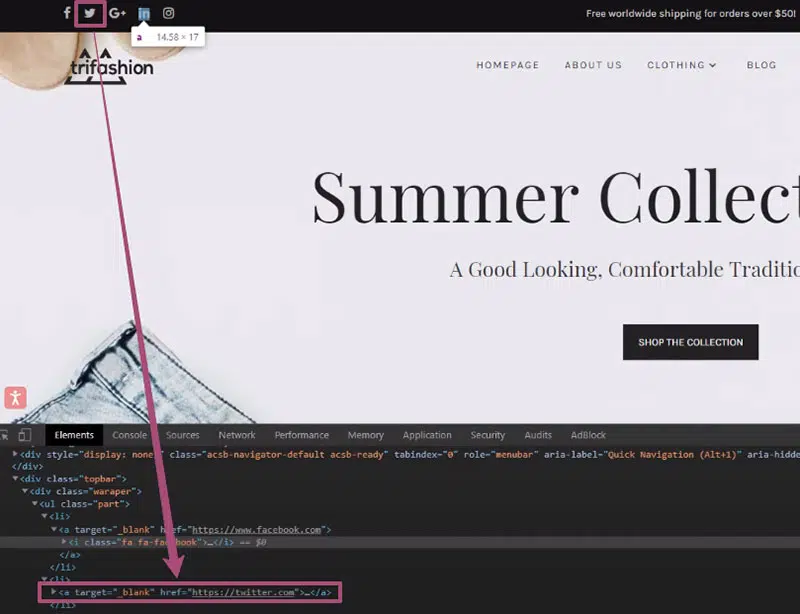 G+ in
Free worldwide shipping for orders over $50!
a 14.58 × 17
trifashion
HOMEPAGE ABOUT US CLOTHING BLOG
Summer Collect
A Good Looking, Comfortable Traditio
SHOP THE COLLECTION
Elements Console Sources Network Performance Memory Application Security Audits AdBlock
<div style="display: none;" class="acsb-navigator-default acsb-ready" tabindex="0" role="menubar" aria-label="Quick Navigation (Alt+1)" aria-hidde
</div>
<div class="topbar">
<div class="waraper">
<ul class="part">
<li>
<a target="_blank" href="https://www.facebook.com">
<i class="fa fa-facebook">…</i> == $0
</a>
</li>
<li>
<a target="_blank" href="https://twitter.com">…</a>
</li>